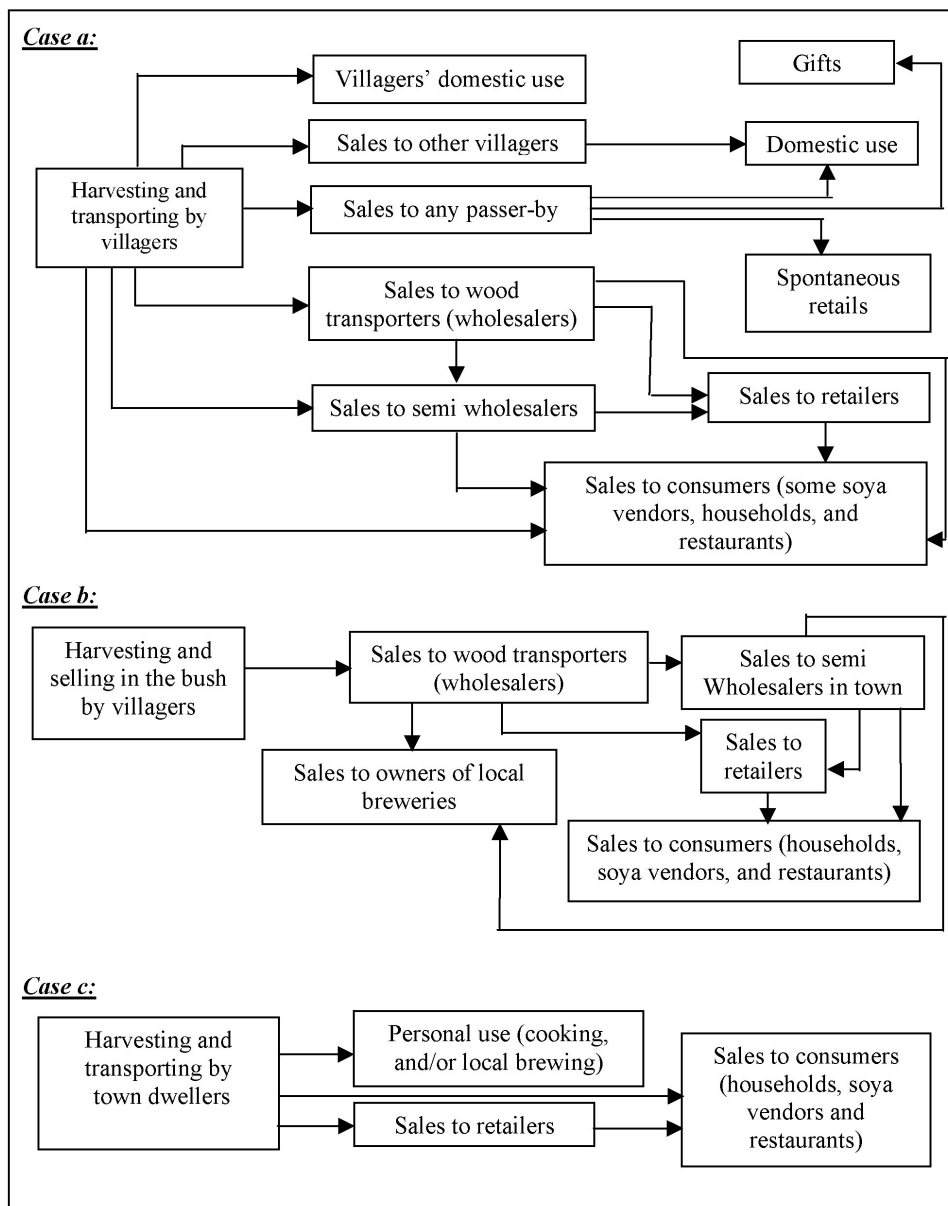 Case a:
Villagers’ domestic use
Gifts
Sales to other villagers
Domestic use
Harvesting and
transporting by
villagers
Sales to any passer-by
Spontaneous
retails
Sales to wood
transporters (wholesalers)
Sales to semi wholesalers
Sales to retailers
Sales to consumers (some soya
vendors, households, and
restaurants)
Case b:
Harvesting and
selling in the bush
by villagers
Sales to wood transporters
(wholesalers)
Sales to semi
Wholesalers in town
Sales to
retailers
Sales to owners of local
breweries
Sales to consumers (households,
soya vendors, and restaurants)
Case c:
Harvesting and
transporting by
town dwellers
Personal use (cooking,
and/or local brewing)
Sales to retailers
Sales to consumers
(households, soya
vendors and
restaurants)